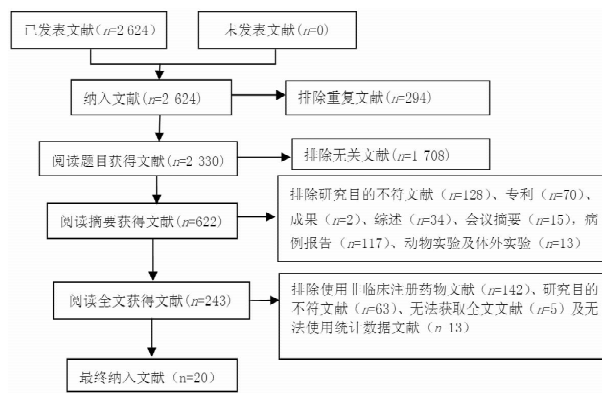 已发表文献(n=2 624)
未发表文献(n=0)
纳入文献(n=2 624)
排除重复文献(n=294)
阅读题目获得文献(n=2 330)
排除无关文献(n=1 708)
阅读摘要获得文献(n=622)
排除研究目的不符文献（n=128）、专利（n=70）、
成果（n=2）、综述（n=34）、会议摘要（n=15），病
例报告（n=117）、动物实验及体外实验（n=13）
阅读全文获得文献(n=243)
排除使用非临床注册药物文献（n=142）、研究目的
不符文献（n=63）、无法获取全文文献（n=5）及无
法使用统计数据文献（n 13）
最终纳入文献（n=20）